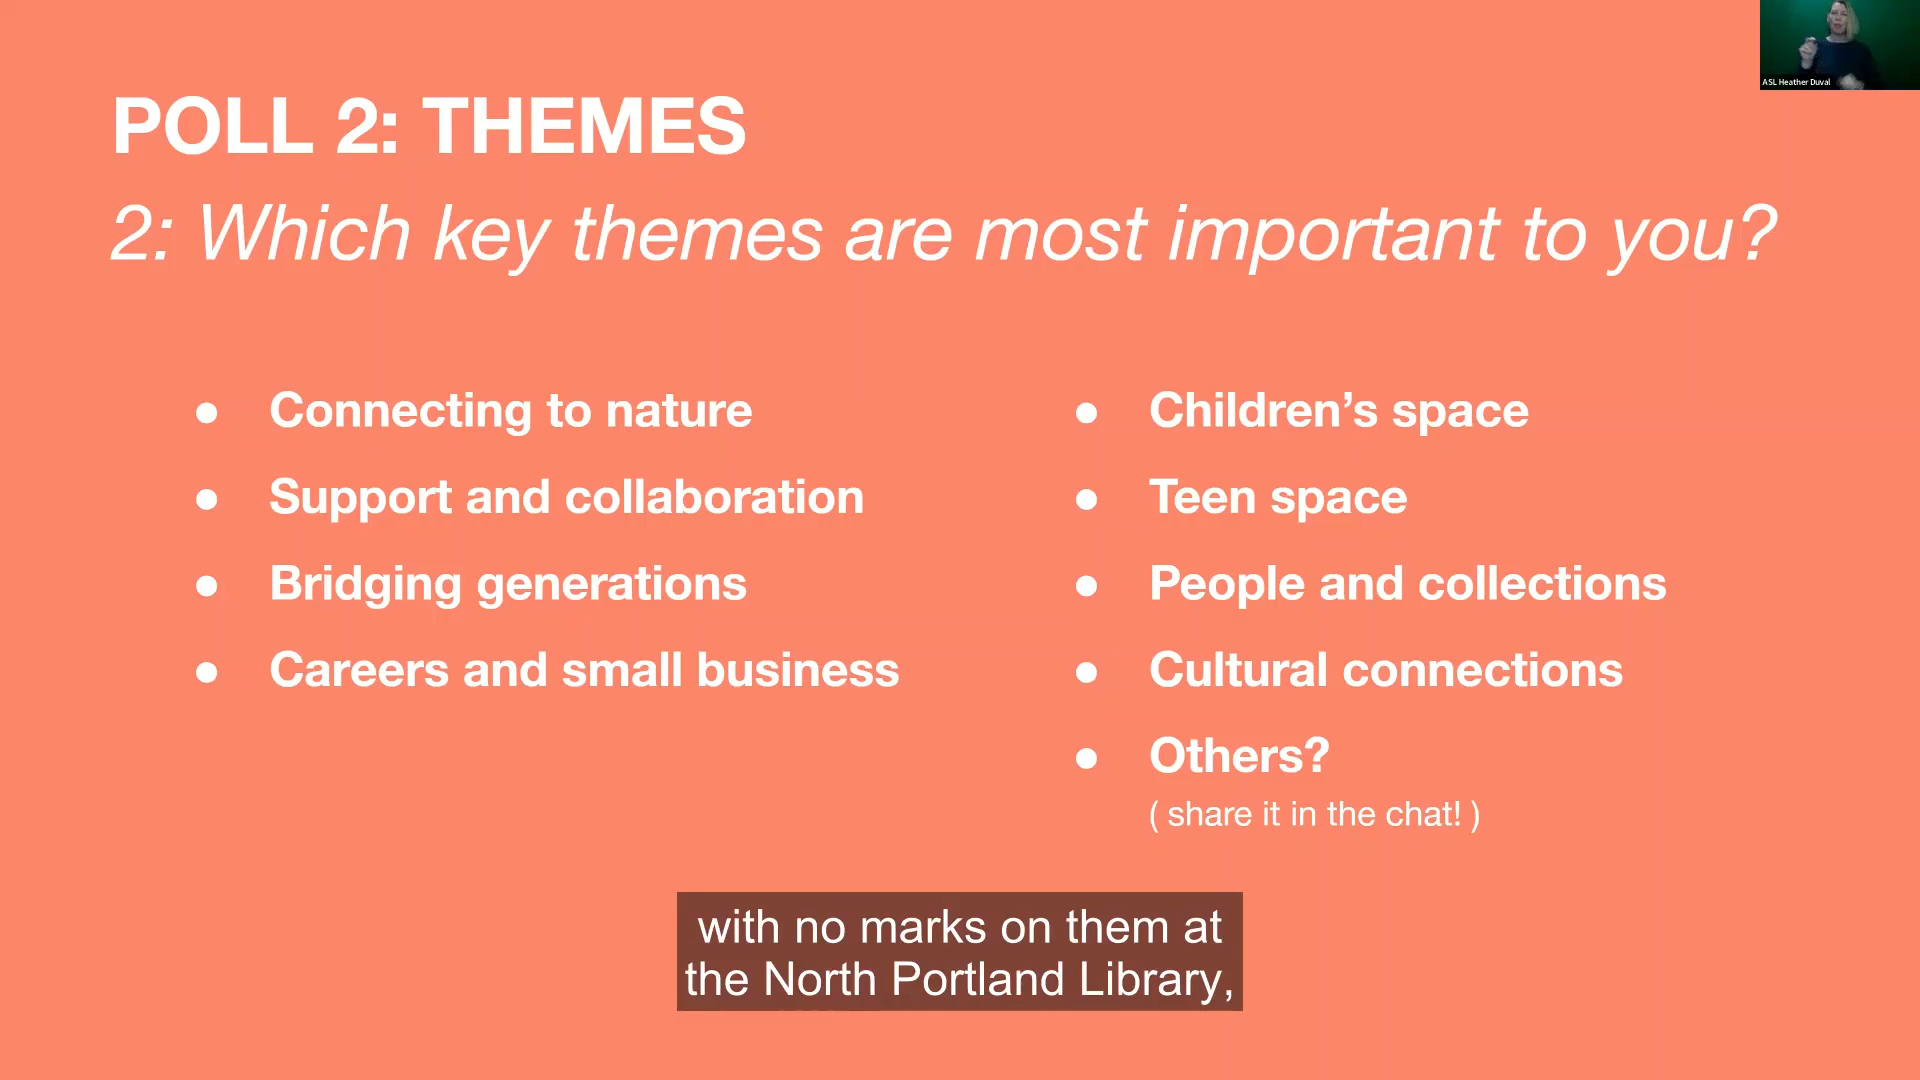 POLL 2: THEMES
2: Which key themes are most important to you?
● Connecting to nature
● Support and collaboration
● Bridging generations
● Careers and small business
● Children’s space
● Teen space
● People and collections
● Cultural connections
● Others?
( share it in the chat! )
with no marks on them at
the North Portland Library,
ASL Heather Duval